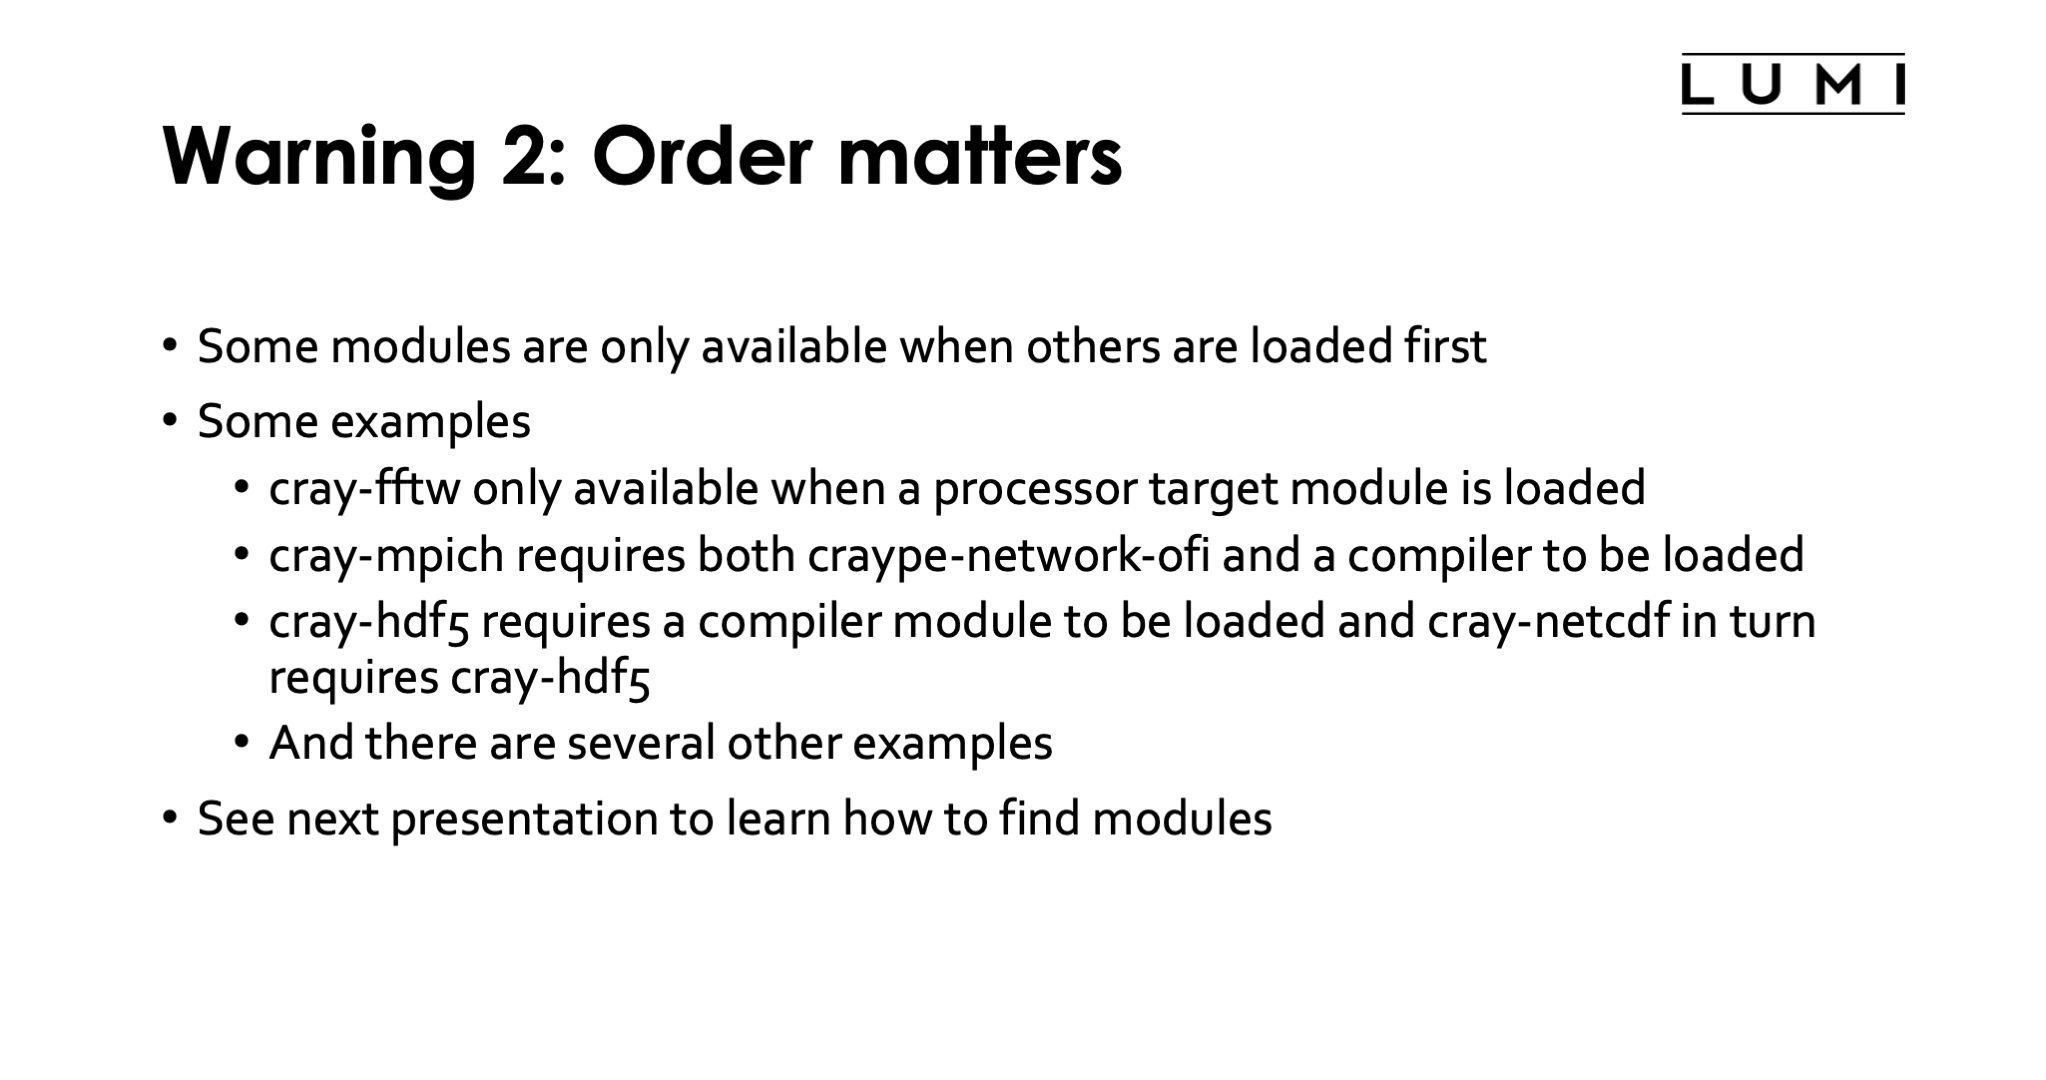 LUMI
Warning 2: Order matters
• Some modules are only available when others are loaded first
• Some examples
• cray-fftw only available when a processor target module is loaded
• cray-mpich requires both craype-network-ofi and a compiler to be loaded
• cray-hdf5 requires a compiler module to be loaded and cray-netcdf in turn
requires cray-hdf5
• And there are several other examples
• See next presentation to learn how to find modules